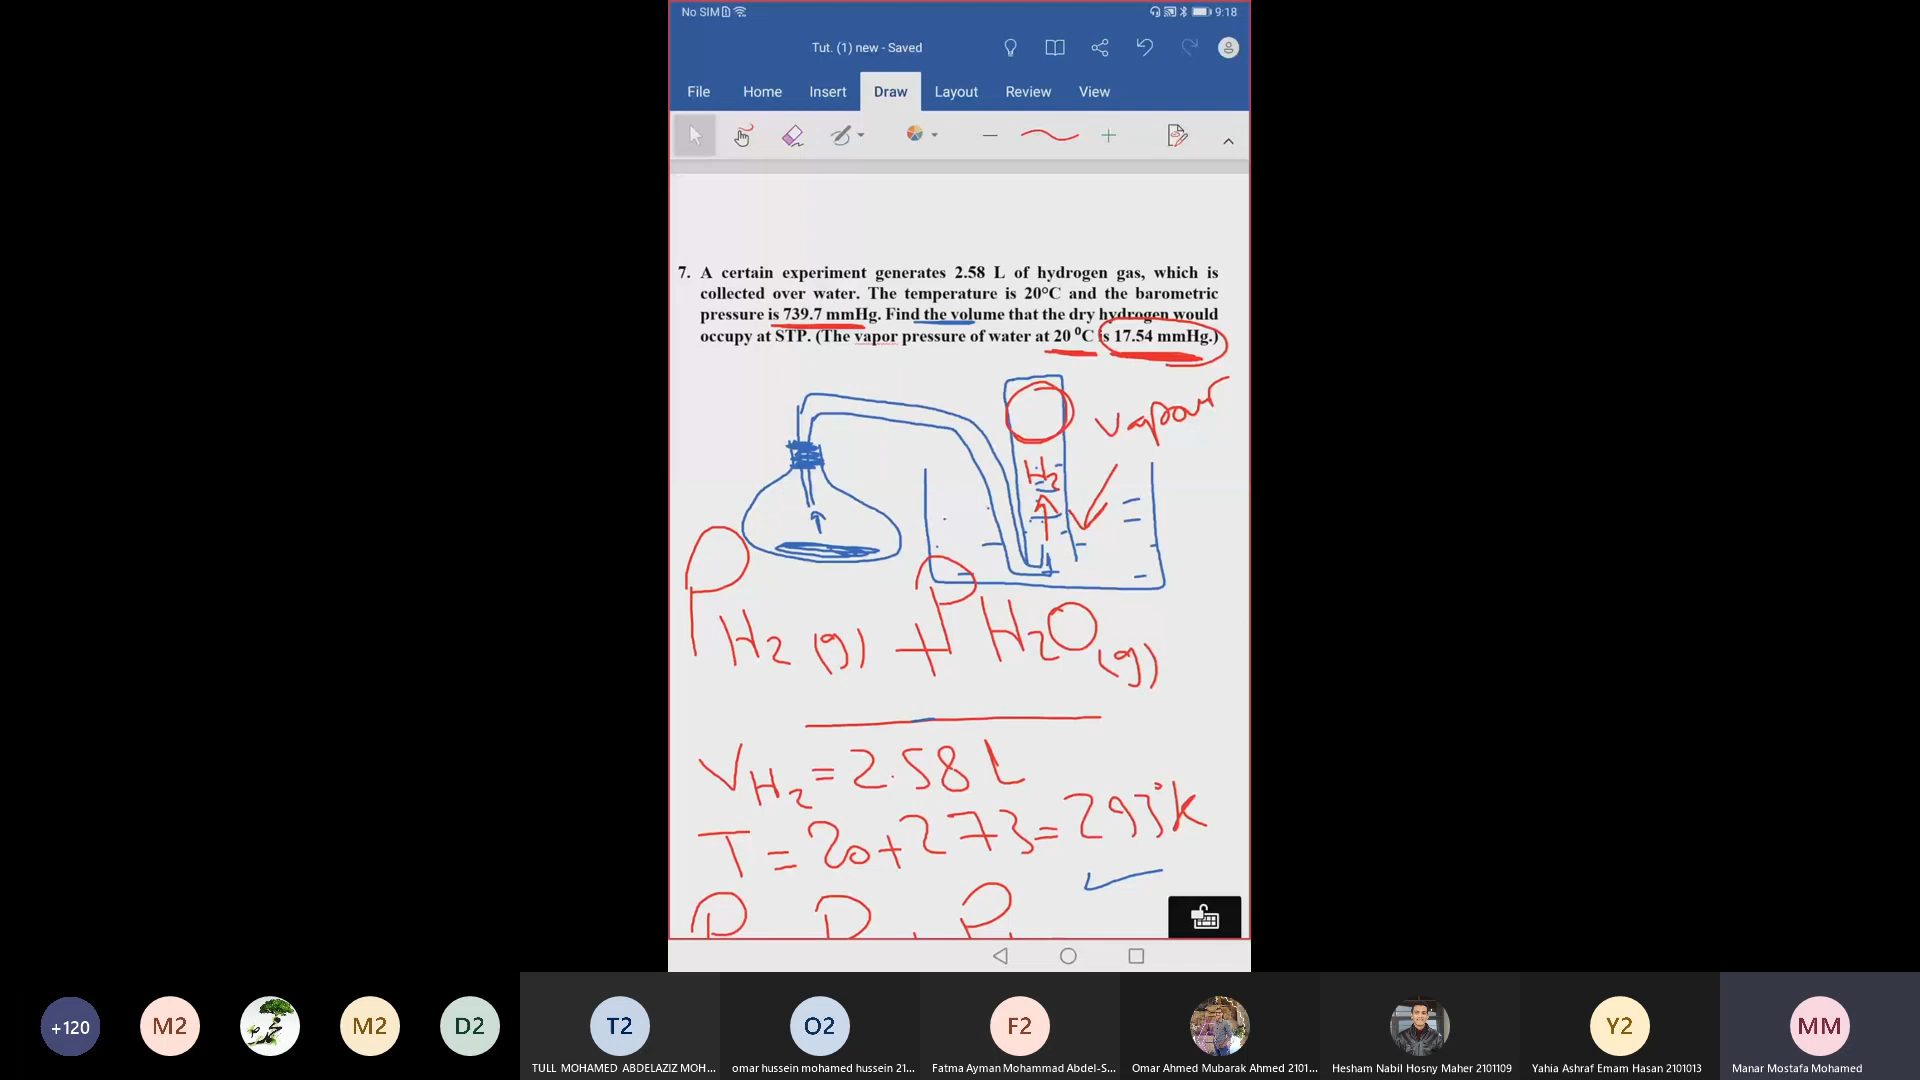 No SIM 9:18
Tut. (1) new - Saved
File Home Insert Draw Layout Review View
7. A certain experiment generates 2.58 L of hydrogen gas, which is
collected over water. The temperature is 20°C and the barometric
pressure is 739.7 mmHg. Find the volume that the dry hydrogen would
occupy at STP. (The vapor pressure of water at 20 ⁰C is 17.54 mmHg.)
vapour
H₂
P H₂ (g) + P H₂O (g)
V H₂ = 2.58 L
T = 20+273 = 293°k
P P P
+120 M2 M2 D2 T2 O2 F2 Y2 MM
TULL MOHAMED ABDELAZIZ MOH... omar hussein mohamed hussein 21... Fatma Ayman Mohammad Abdel-S... Omar Ahmed Mubarak Ahmed 2101... Hesham Nabil Hosny Maher 2101109 Yahia Ashraf Emam Hasan 2101013 Manar Mostafa Mohamed